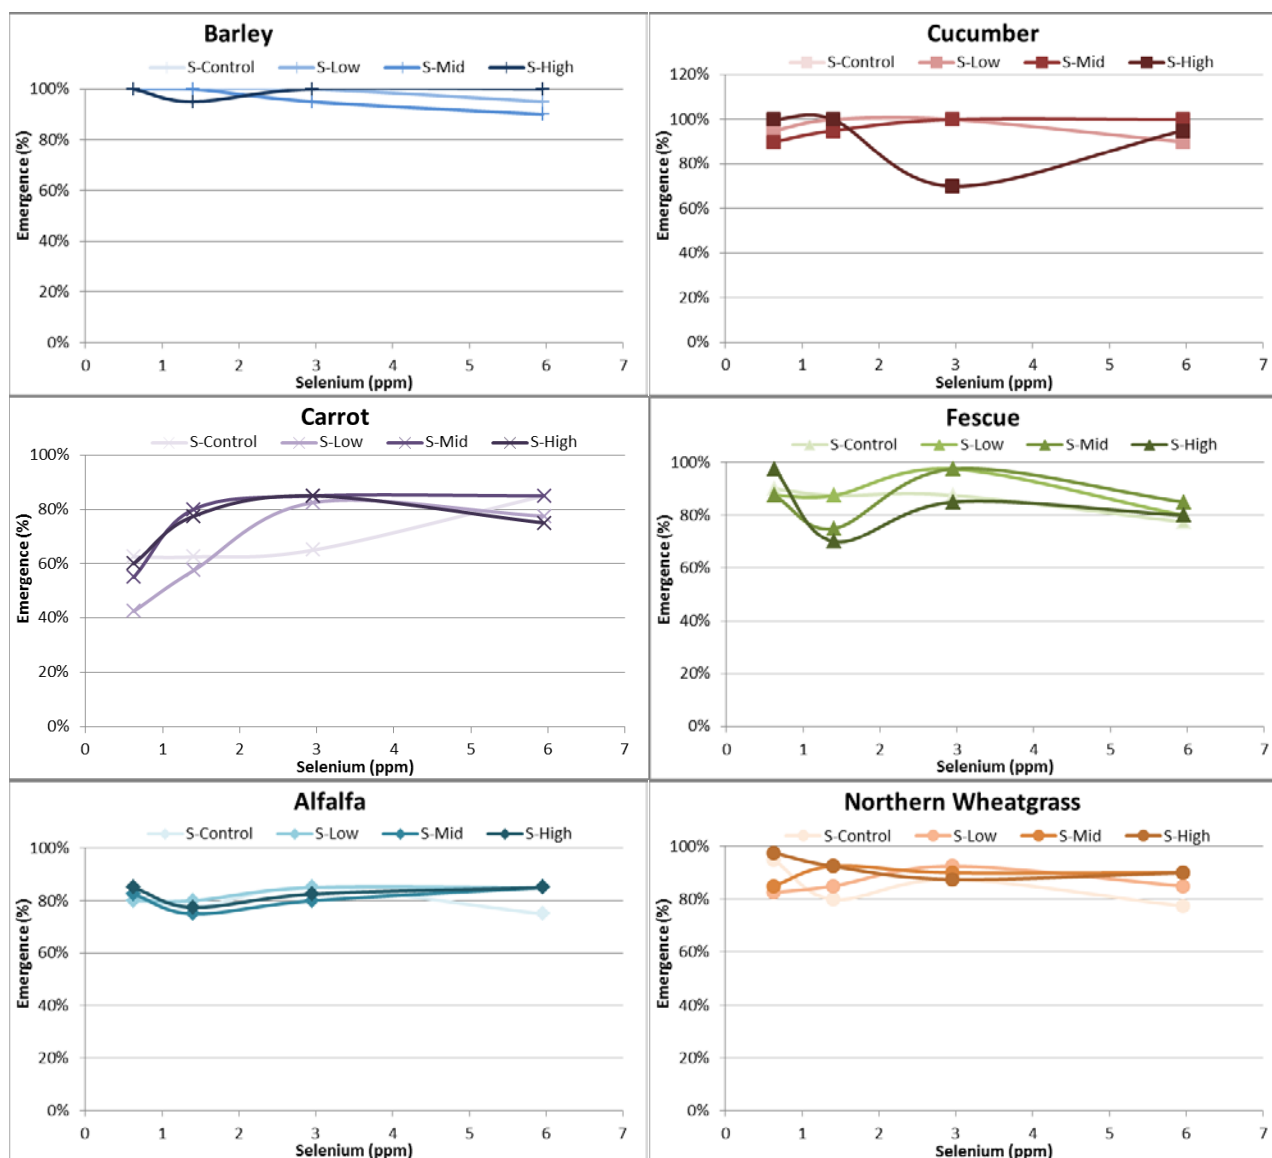 Barley
S-Control S-Low S-Mid S-High
100%
80%
60%
40%
20%
0%
Emergence (%)
0 1 2 3 4 5 6 7
Selenium (ppm)
Cucumber
S-Control S-Low S-Mid S-High
120%
100%
80%
60%
40%
20%
0%
Emergence (%)
0 1 2 3 4 5 6 7
Selenium (ppm)
Carrot
S-Control S-Low S-Mid S-High
100%
80%
60%
40%
20%
0%
Emergence (%)
0 1 2 3 4 5 6 7
Selenium (ppm)
Fescue
S-Control S-Low S-Mid S-High
100%
80%
60%
40%
20%
0%
Emergence (%)
0 1 2 3 4 5 6 7
Selenium (ppm)
Alfalfa
S-Control S-Low S-Mid S-High
100%
80%
60%
40%
20%
0%
Emergence (%)
0 1 2 3 4 5 6 7
Selenium (ppm)
Northern Wheatgrass
S-Control S-Low S-Mid S-High
100%
80%
60%
40%
20%
0%
Emergence (%)
0 1 2 3 4 5 6 7
Selenium (ppm)